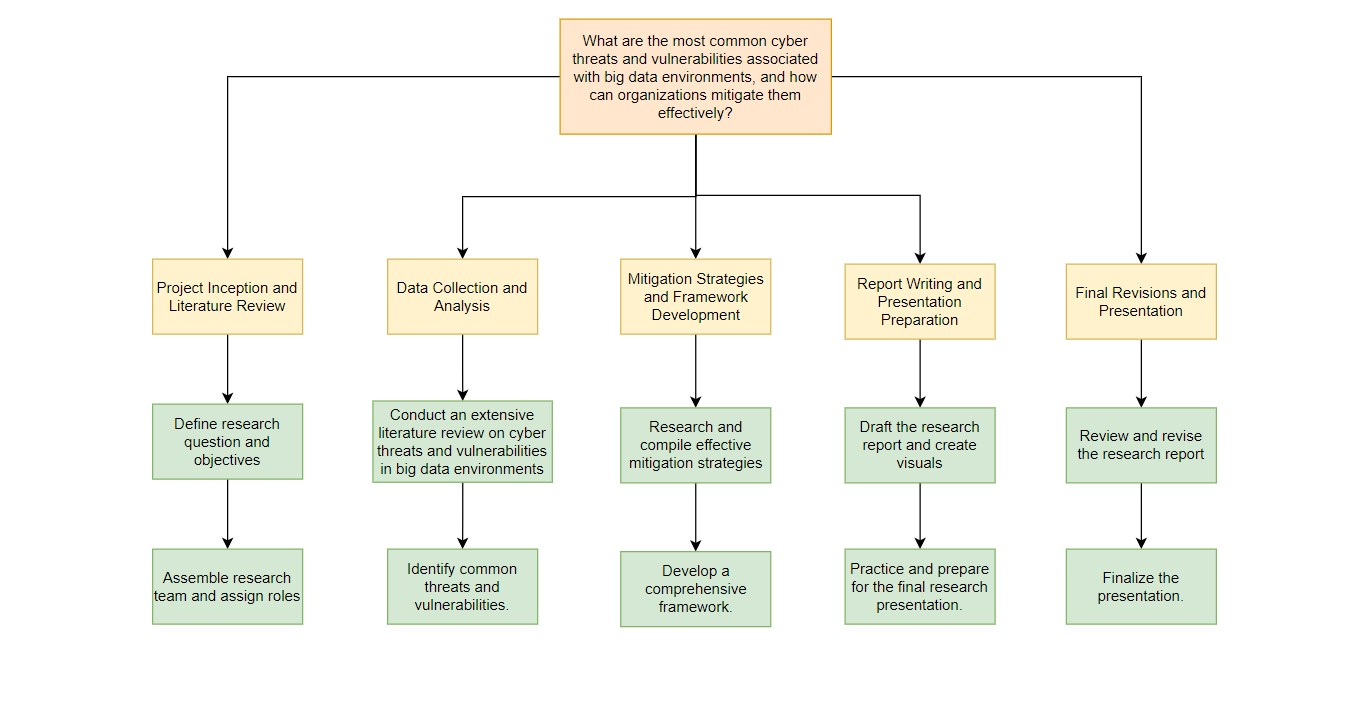 What are the most common cyber
threats and vulnerabilities associated
with big data environments, and how
can organizations mitigate them
effectively?
Project Inception and
Literature Review
Data Collection and
Analysis
Mitigation Strategies
and Framework
Development
Report Writing and
Presentation
Preparation
Final Revisions and
Presentation
Define research
question and
objectives
Conduct an extensive
literature review on cyber
threats and vulnerabilities
in big data environments
Research and
compile effective
mitigation strategies
Draft the research
report and create
visuals
Review and revise
the research report
Assemble research
team and assign roles
Identify common
threats and
vulnerabilities.
Develop a
comprehensive
framework.
Practice and prepare
for the final research
presentation.
Finalize the
presentation.